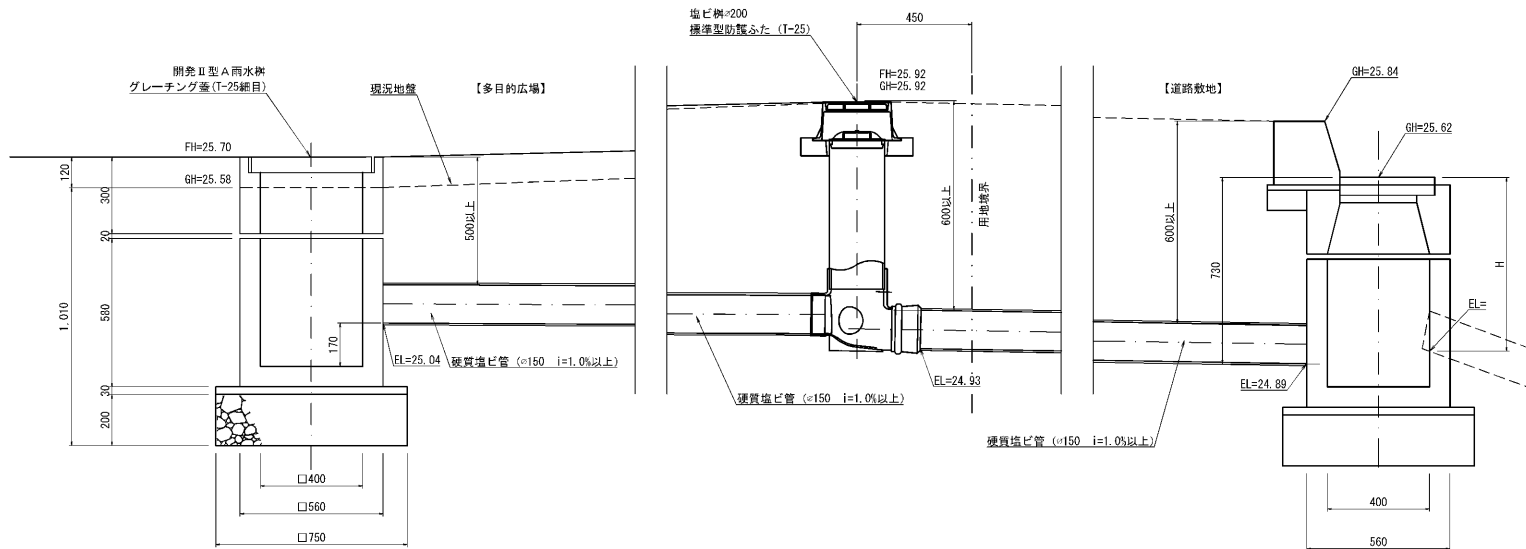 開発Ⅱ型A雨水桝
グレーチング蓋(T-25細目)
現況地盤
【多目的広場】
FH=25.70
GH=25.58
120
300
20
1.010
580
30
200
500以上
170
EL=25.04
硬質塩ビ管 (⌀150 i=1.0%以上)
□400
□560
□750
塩ビ桝⌀200
標準型防護ふた (T-25)
450
FH=25.92
GH=25.92
600以上
用地境界
EL=24.93
硬質塩ビ管 (⌀150 i=1.0%以上)
【道路敷地】
GH=25.84
GH=25.62
600以上
730
H
EL=
EL=24.89
硬質塩ビ管 (⌀150 i=1.0%以上)
400
560